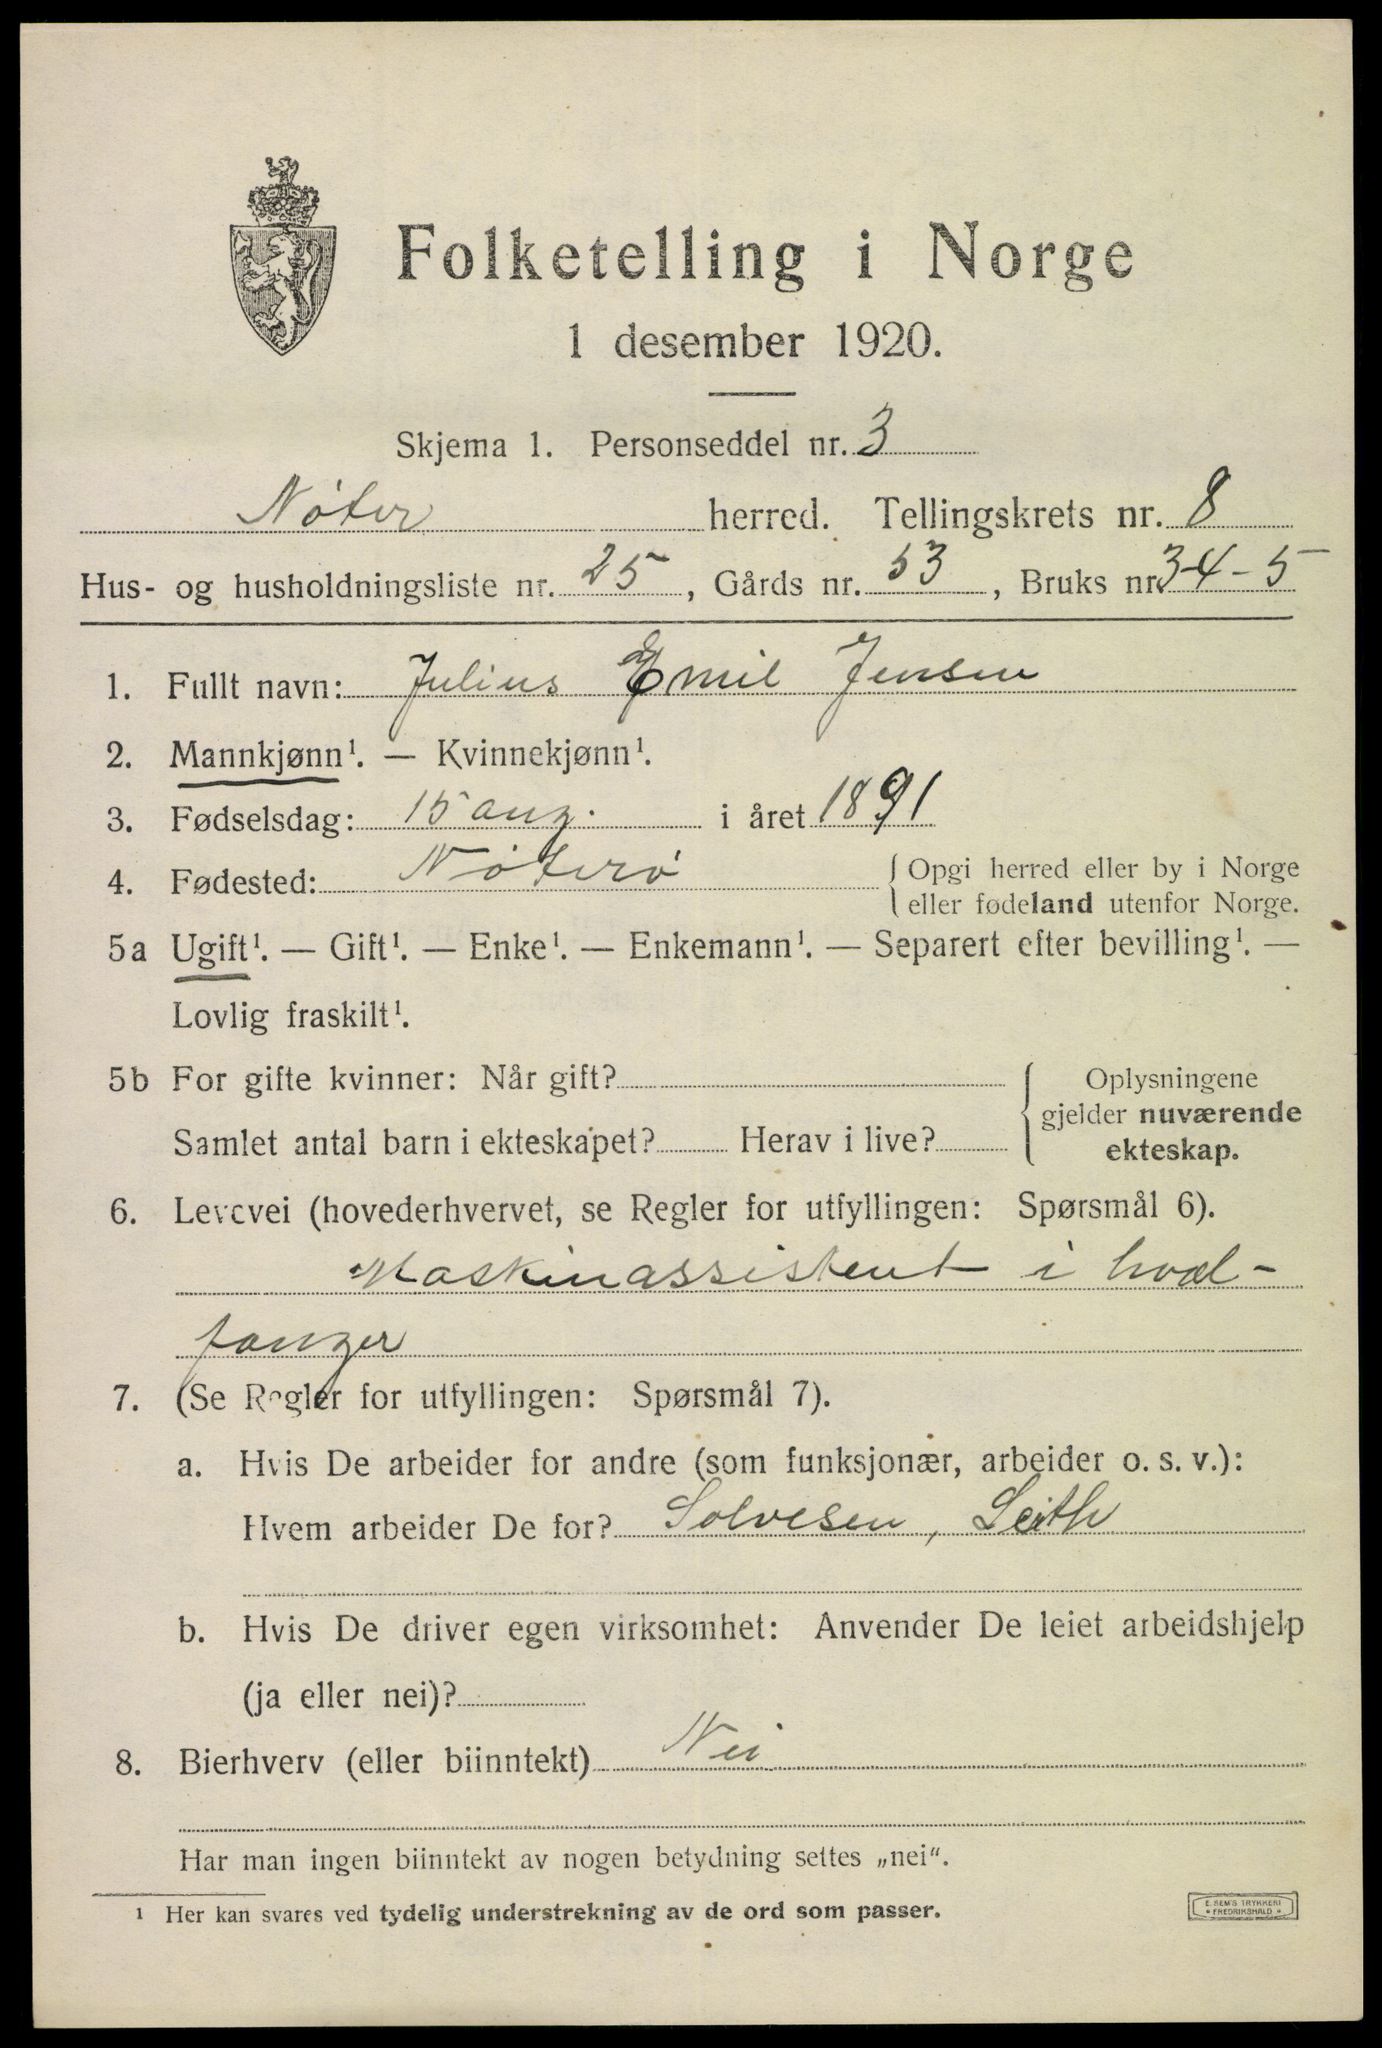 Folketelling i Norge
1 desember 1920.
Skjema 1. Personseddel nr. 3
Nøter herred. Tellingskrets nr. 8
Hus- og husholdningsliste nr. 25, Gårds nr. 53, Bruks nr. 34-5
1. Fullt navn: Julius Emil Jensen
2. Mannkjønn¹. — Kvinnekjønn¹.
3. Fødselsdag: 15 aug. i året 1891
4. Fødested: Nøterø { Opgi herred eller by i Norge
eller fødeland utenfor Norge.
5a Ugift¹. — Gift¹. — Enke¹. — Enkemann¹. — Separert efter bevilling¹. —
Lovlig fraskilt¹.
5b For gifte kvinner: Når gift? { Oplysningene
gjelder nuværende
Samlet antal barn i ekteskapet? Herav i live? ekteskap.
6. Levevei (hovederhvervet, se Regler for utfyllingen: Spørsmål 6).
Maskinassistent i hval-
fanger
7. (Se Regler for utfyllingen: Spørsmål 7).
a. Hvis De arbeider for andre (som funksjonær, arbeider o. s. v.):
Hvem arbeider De for? Solvesen, Leith
b. Hvis De driver egen virksomhet: Anvender De leiet arbeidshjelp
(ja eller nei)?
8. Bierhverv (eller biinntekt) Nei
Har man ingen biinntekt av nogen betydning settes „nei".
¹ Her kan svares ved tydelig understrekning av de ord som passer.
E. SEM'S TRYKKERI
FREDRIKSHALD